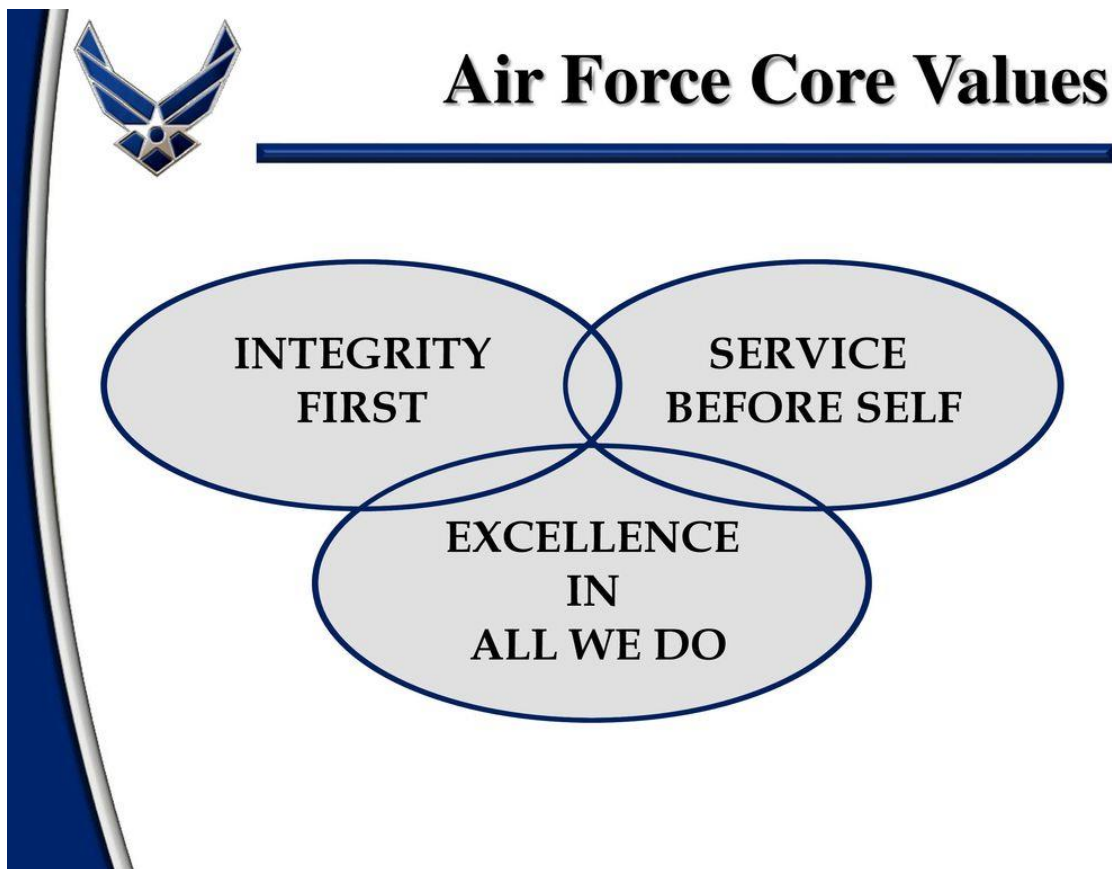 Air Force Core Values
INTEGRITY
FIRST
SERVICE
BEFORE SELF
EXCELLENCE
IN
ALL WE DO